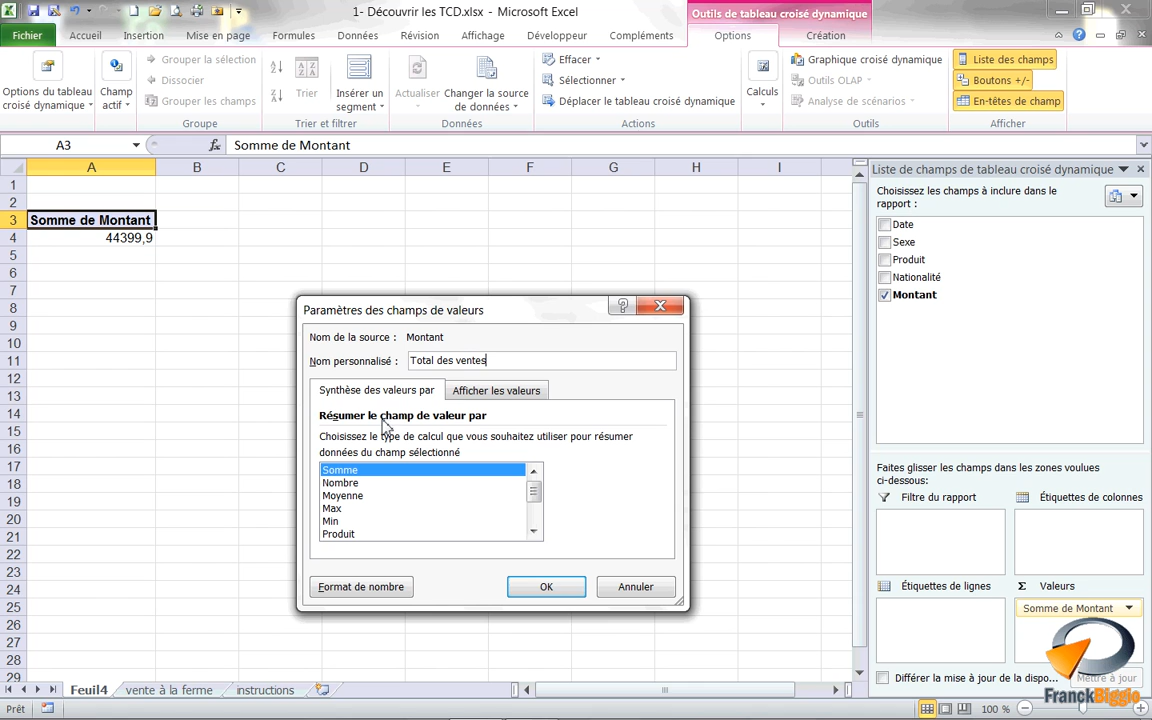 1- Découvrir les TCD.xlsx - Microsoft Excel
Outils de tableau croisé dynamique
Fichier
Accueil
Insertion
Mise en page
Formules
Données
Révision
Affichage
Développeur
Compléments
Options
Création
Options du tableau
croisé dynamique
Champ
actif
Grouper la sélection
Dissocier
Grouper les champs
Groupe
Trier
Insérer un
segment
Trier et filtrer
Actualiser
Changer la source
de données
Données
Effacer
Sélectionner
Déplacer le tableau croisé dynamique
Actions
Calculs
Graphique croisé dynamique
Outils OLAP
Analyse de scénarios
Outils
Liste des champs
Boutons +/-
En-têtes de champ
Afficher
A3
fx
Somme de Montant
A B C D E F G H I
1
2
3 Somme de Montant
4 44399,9
5
6
7
8
9
10
11
12
13
14
15
16
17
18
19
20
21
22
23
24
25
26
27
28
29
Paramètres des champs de valeurs
Nom de la source : Montant
Nom personnalisé : Total des ventes
Synthèse des valeurs par
Afficher les valeurs
Résumer le champ de valeur par
Choisissez le type de calcul que vous souhaitez utiliser pour résumer
données du champ sélectionné
Somme
Nombre
Moyenne
Max
Min
Produit
Format de nombre
OK
Annuler
Liste de champs de tableau croisé dynamique
Choisissez les champs à inclure dans le
rapport :
Date
Sexe
Produit
Nationalité
Montant
Faites glisser les champs dans les zones voulues
ci-dessous:
Filtre du rapport
Étiquettes de colonnes
Étiquettes de lignes
Σ Valeurs
Somme de Montant
Différer la mise à jour de la dispo...
Mettre à jour
FranckBiggio
Feuil4
vente à la ferme
instructions
Prêt
100 %